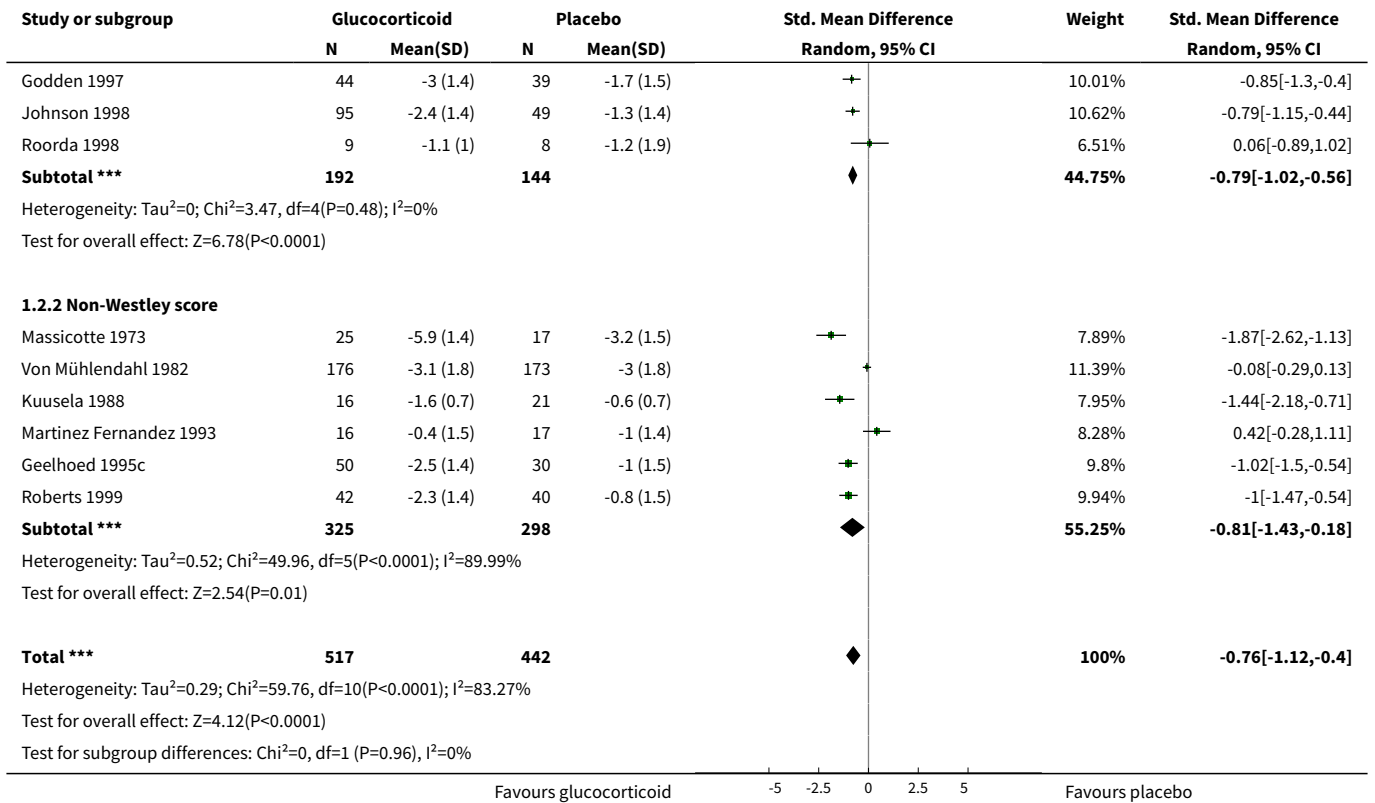 Study or subgroup Glucocorticoid Placebo Std. Mean Difference Weight Std. Mean Difference
N Mean(SD) N Mean(SD) Random, 95% CI Random, 95% CI
Godden 1997 44 -3 (1.4) 39 -1.7 (1.5) 10.01% -0.85[-1.3,-0.4]
Johnson 1998 95 -2.4 (1.4) 49 -1.3 (1.4) 10.62% -0.79[-1.15,-0.44]
Roorda 1998 9 -1.1 (1) 8 -1.2 (1.9) 6.51% 0.06[-0.89,1.02]
Subtotal *** 192 144 44.75% -0.79[-1.02,-0.56]
Heterogeneity: Tau²=0; Chi²=3.47, df=4(P=0.48); I²=0%
Test for overall effect: Z=6.78(P<0.0001)
1.2.2 Non-Westley score
Massicotte 1973 25 -5.9 (1.4) 17 -3.2 (1.5) 7.89% -1.87[-2.62,-1.13]
Von Mühlendahl 1982 176 -3.1 (1.8) 173 -3 (1.8) 11.39% -0.08[-0.29,0.13]
Kuusela 1988 16 -1.6 (0.7) 21 -0.6 (0.7) 7.95% -1.44[-2.18,-0.71]
Martinez Fernandez 1993 16 -0.4 (1.5) 17 -1 (1.4) 8.28% 0.42[-0.28,1.11]
Geelhoed 1995c 50 -2.5 (1.4) 30 -1 (1.5) 9.8% -1.02[-1.5,-0.54]
Roberts 1999 42 -2.3 (1.4) 40 -0.8 (1.5) 9.94% -1[-1.47,-0.54]
Subtotal *** 325 298 55.25% -0.81[-1.43,-0.18]
Heterogeneity: Tau²=0.52; Chi²=49.96, df=5(P<0.0001); I²=89.99%
Test for overall effect: Z=2.54(P=0.01)
Total *** 517 442 100% -0.76[-1.12,-0.4]
Heterogeneity: Tau²=0.29; Chi²=59.76, df=10(P<0.0001); I²=83.27%
Test for overall effect: Z=4.12(P<0.0001)
Test for subgroup differences: Chi²=0, df=1 (P=0.96), I²=0%
Favours glucocorticoid -5 -2.5 0 2.5 5 Favours placebo